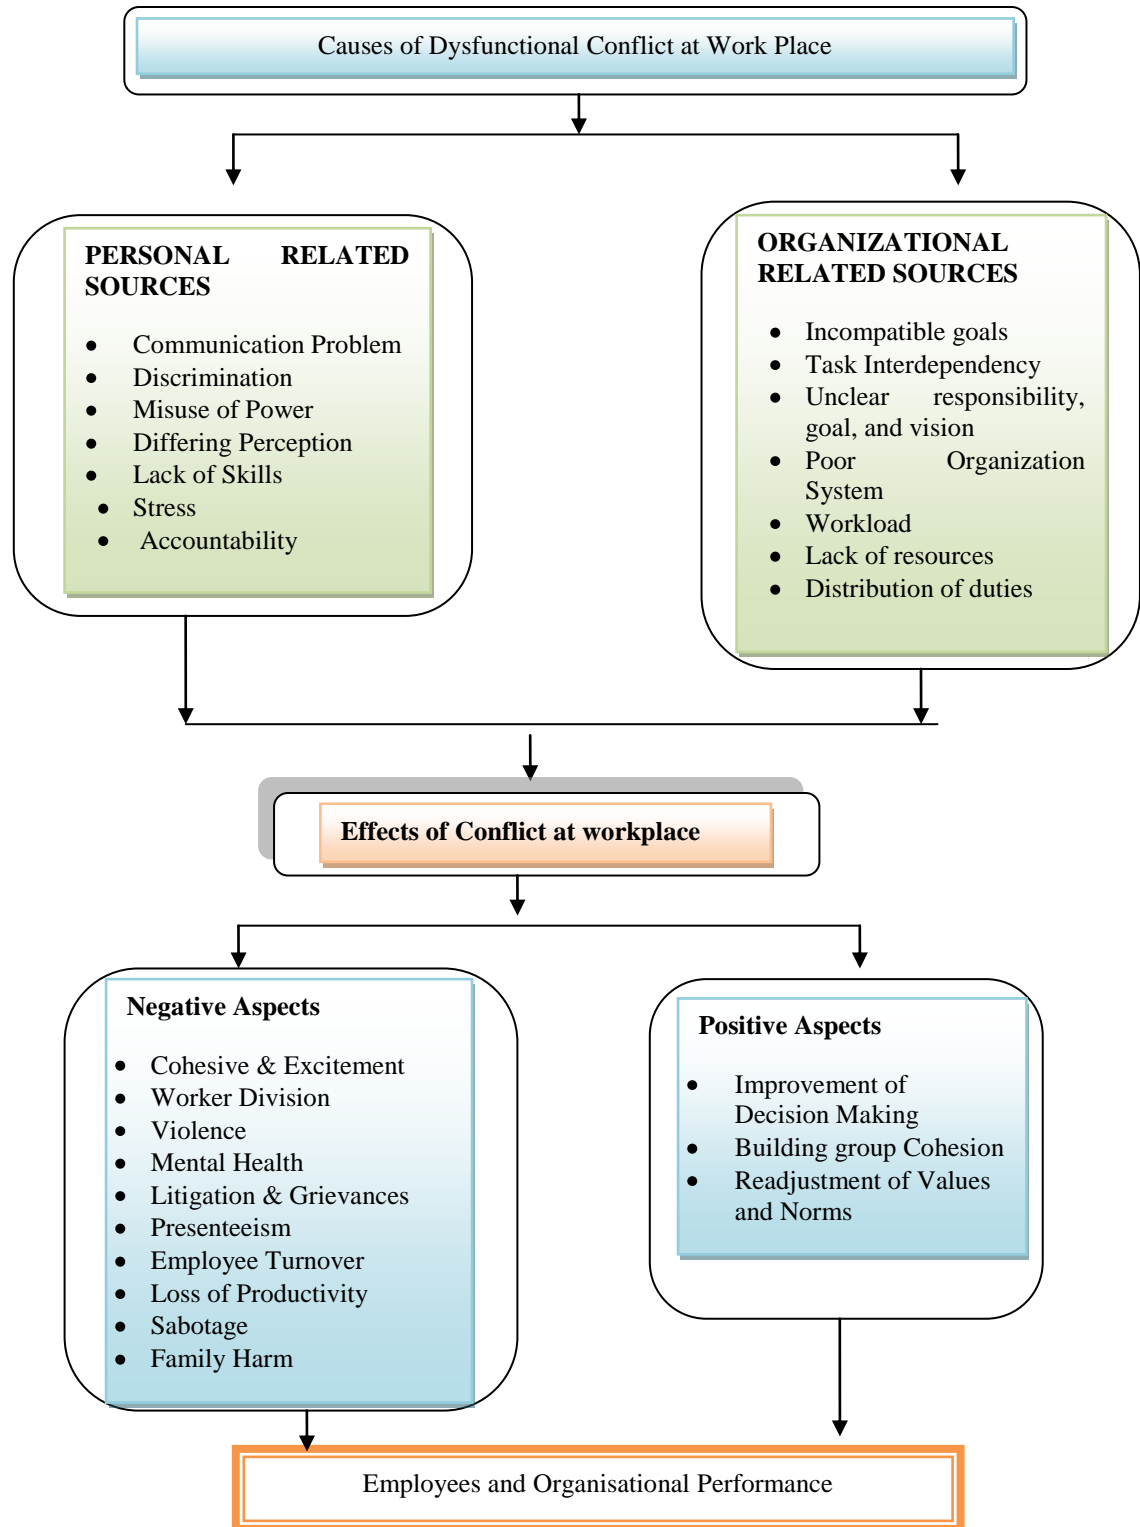 Causes of Dysfunctional Conflict at Work Place
PERSONAL RELATED
SOURCES
• Communication Problem
• Discrimination
• Misuse of Power
• Differing Perception
• Lack of Skills
• Stress
• Accountability
ORGANIZATIONAL
RELATED SOURCES
• Incompatible goals
• Task Interdependency
• Unclear responsibility,
goal, and vision
• Poor Organization
System
• Workload
• Lack of resources
• Distribution of duties
Effects of Conflict at workplace
Negative Aspects
• Cohesive & Excitement
• Worker Division
• Violence
• Mental Health
• Litigation & Grievances
• Presenteeism
• Employee Turnover
• Loss of Productivity
• Sabotage
• Family Harm
Positive Aspects
• Improvement of
Decision Making
• Building group Cohesion
• Readjustment of Values
and Norms
Employees and Organisational Performance